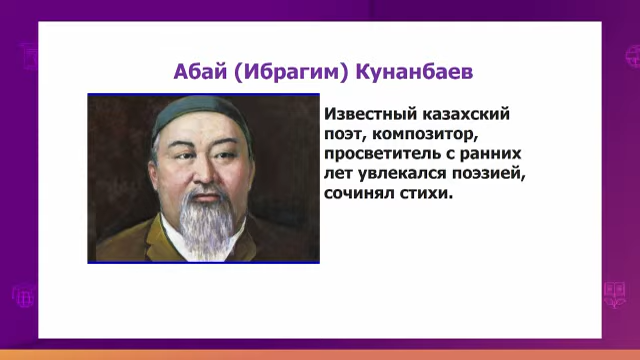 Абай (Ибрагим) Кунанбаев
Известный казахский
поэт, композитор,
просветитель с ранних
лет увлекался поэзией,
сочинял стихи.